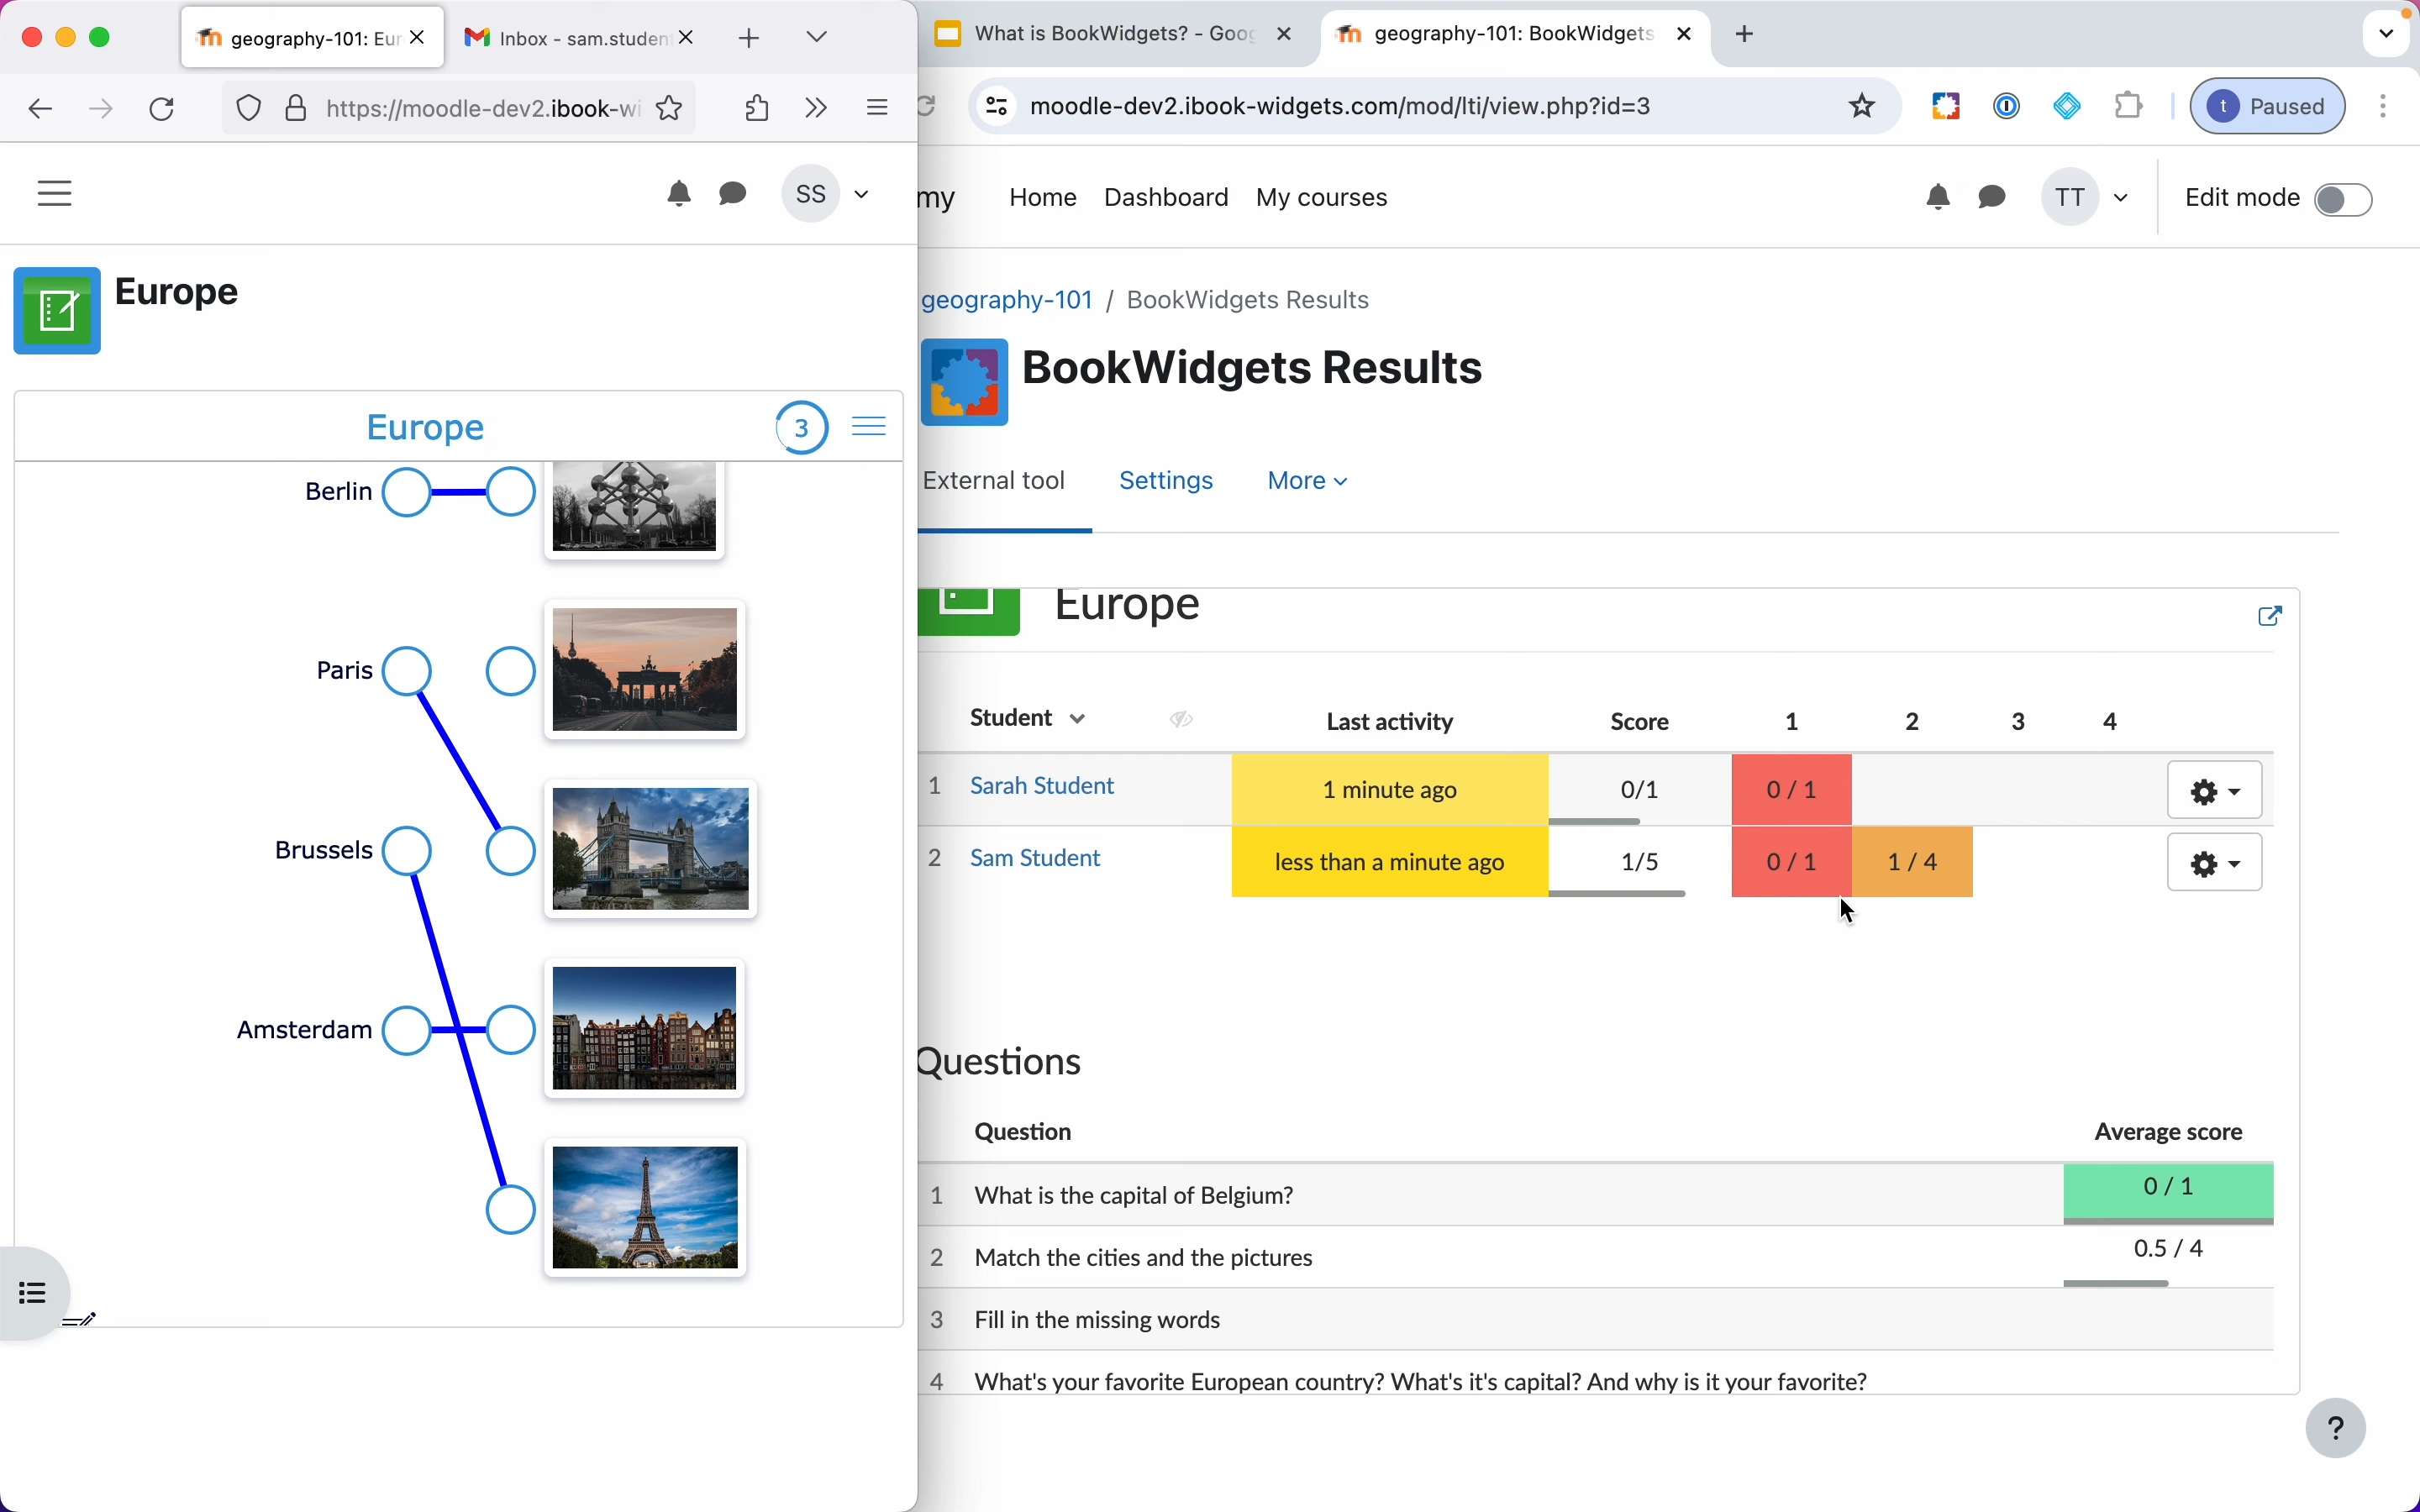 geography-101: Eur
Inbox - sam.studen
https://moodle-dev2.ibook-wi
SS
Europe
Europe
3
Berlin
Paris
Brussels
Amsterdam
What is BookWidgets? - Goog
geography-101: BookWidgets
moodle-dev2.ibook-widgets.com/mod/lti/view.php?id=3
t Paused
my Home Dashboard My courses
TT
Edit mode
geography-101 / BookWidgets Results
BookWidgets Results
External tool Settings More
Europe
Student Last activity Score 1 2 3 4
1 Sarah Student 1 minute ago 0/1 0 / 1
2 Sam Student less than a minute ago 1/5 0 / 1 1 / 4
Questions
Question Average score
1 What is the capital of Belgium? 0 / 1
2 Match the cities and the pictures 0.5 / 4
3 Fill in the missing words
4 What's your favorite European country? What's it's capital? And why is it your favorite?
?